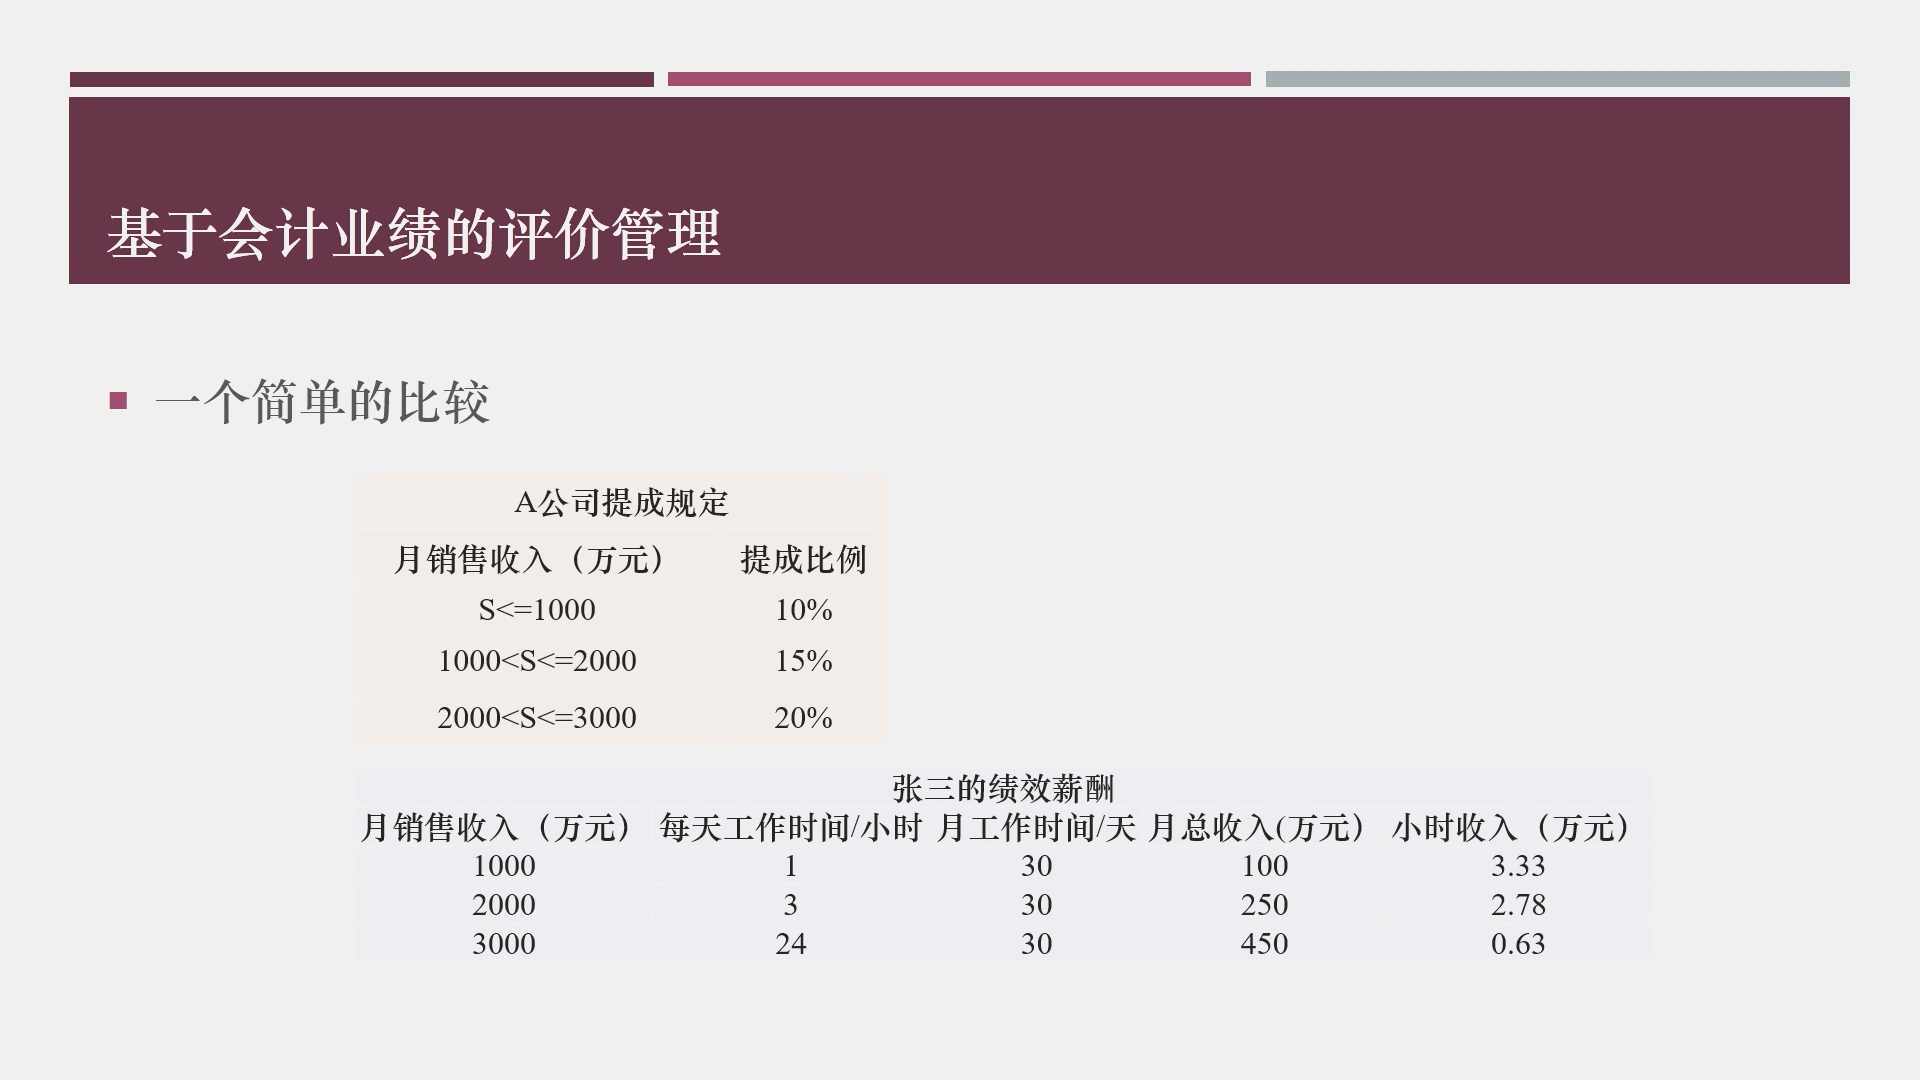 基于会计业绩的评价管理
一个简单的比较
A公司提成规定
月销售收入（万元） 提成比例
S<=1000 10%
1000<S<=2000 15%
2000<S<=3000 20%
张三的绩效薪酬
月销售收入（万元） 每天工作时间/小时 月工作时间/天 月总收入(万元） 小时收入（万元）
1000 1 30 100 3.33
2000 3 30 250 2.78
3000 24 30 450 0.63